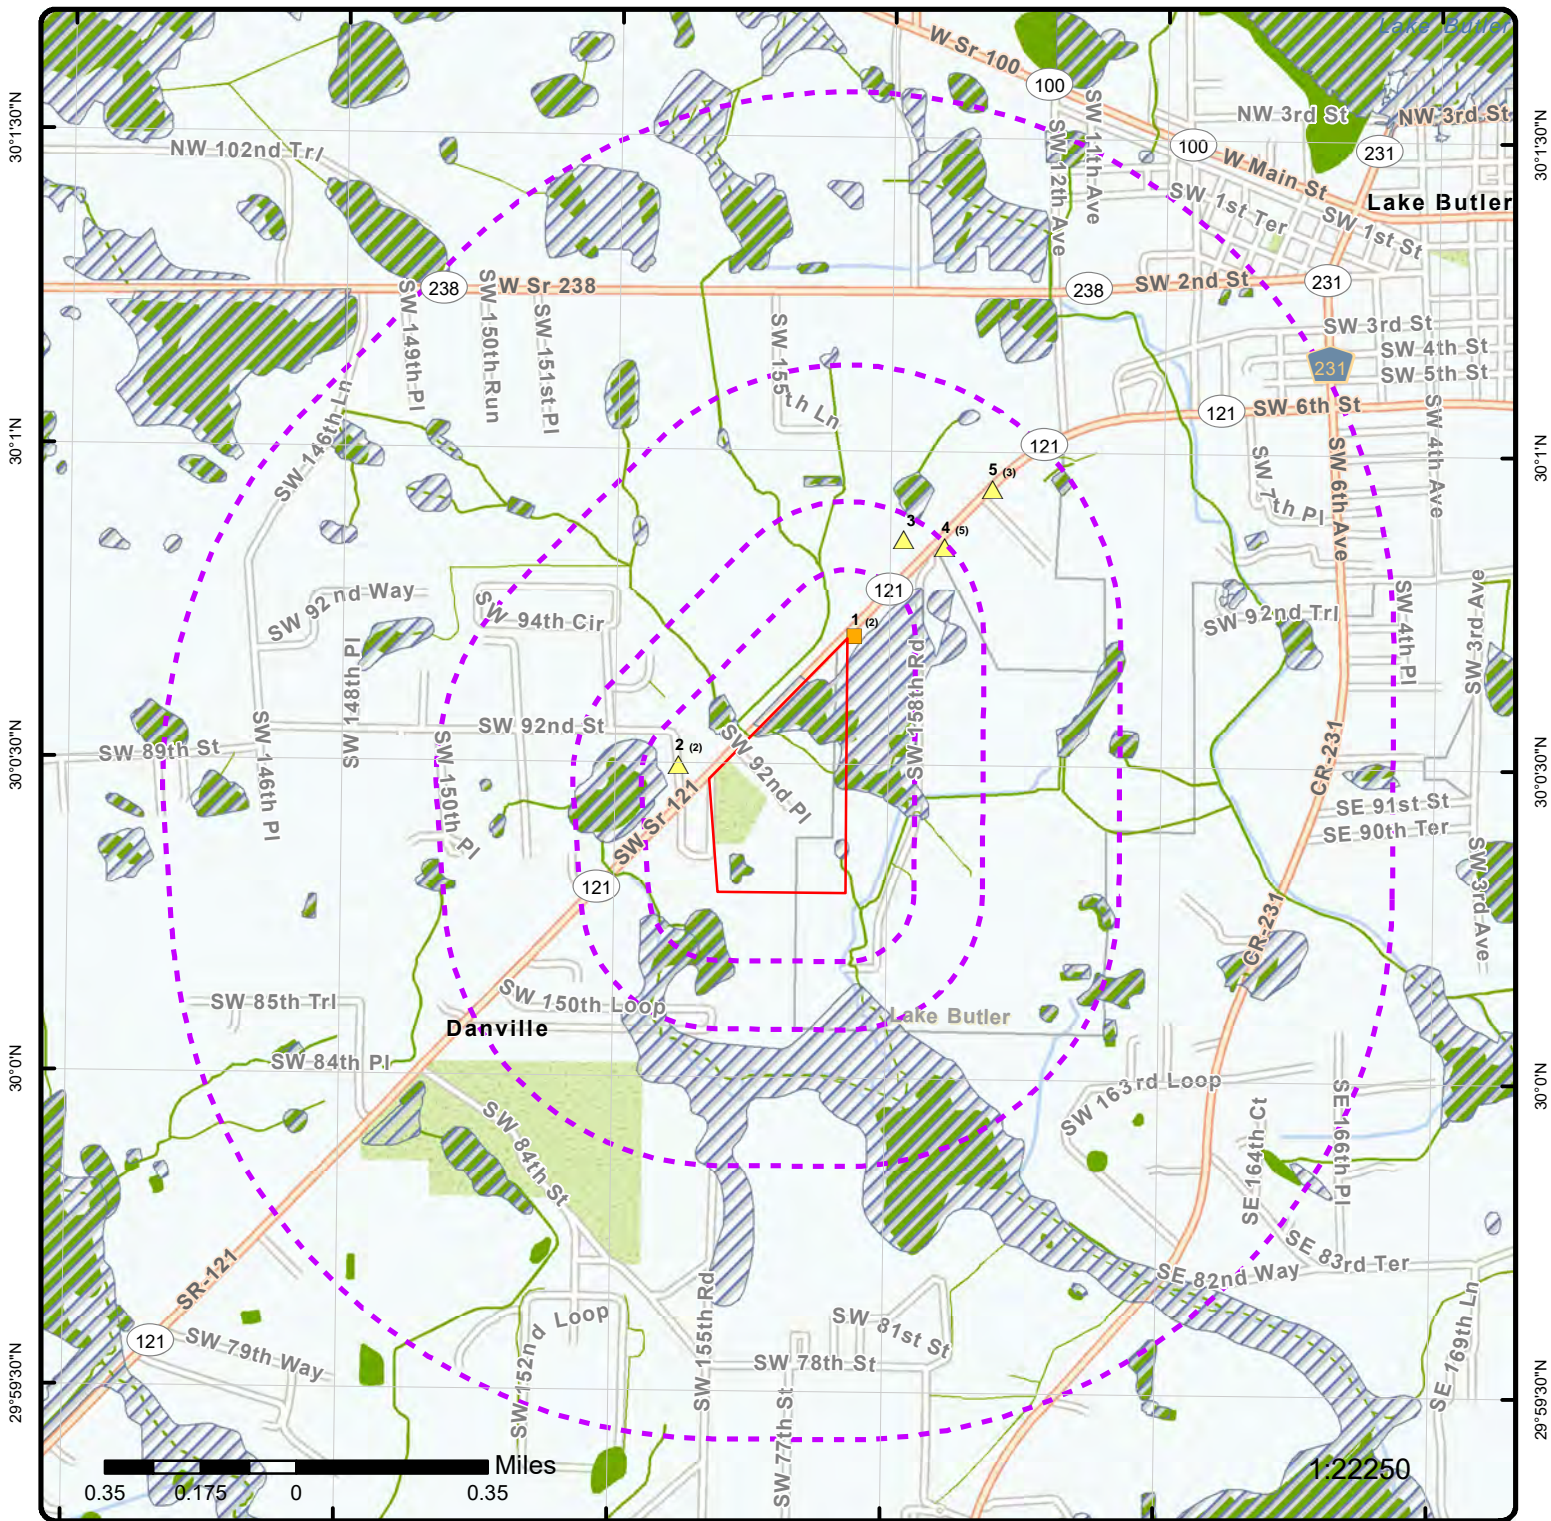 Lake Butler
W Sr 100
100
NW 3rd St
NW 3rd St
30°1'30"N
30°1'30"N
NW 102nd Trl
SW 12th Ave
SW 11th Ave
100
W Main St
231
SW 1st Ter
Lake Butler
SW 1st St
238
W Sr 238
238
SW 2nd St
231
SW 149th Pl
SW 150th Run
SW 151st Pl
SW 155th Ln
SW 3rd St
SW 4th St
231
SW 5th St
SW 146th Ln
121
SW 6th St
30°1'N
30°1'0"N
121
SW 7th Pl
SW 6th Ave
SW 4th Ave
5 (3)
3
4 (5)
121
SW 92nd Way
SW 94th Cir
1 (2)
SW 92nd Trl
SW 4th Pl
SW 3rd Ave
SW 148th Pl
SW 158th Rd
SW 92nd St
SW 89th St
SW 146th Pl
SW 150th Pl
2 (2)
SW 92nd Pl
30°0'30"N
30°0'30"N
CR-231
SE 91st St
SE 90th Ter
SW Sr 121
121
SW 3rd Ave
CR-231
SW 85th Trl
SW 150th Loop
Lake Butler
Danville
SW 84th Pl
30°0'N
30°0'N
SW 163rd Loop
SW 84th St
SE 164th Ct
SE 166th Pl
SE 83rd Ter
SE 82nd Way
SR-121
SW 155th Rd
SE 169th Ln
SW 152nd Loop
SW 81st St
121
SW 79th Way
SW 78th St
SW 77th St
29°59'30"N
29°59'30"N
Miles
0.35 0.175 0 0.35
1:22250